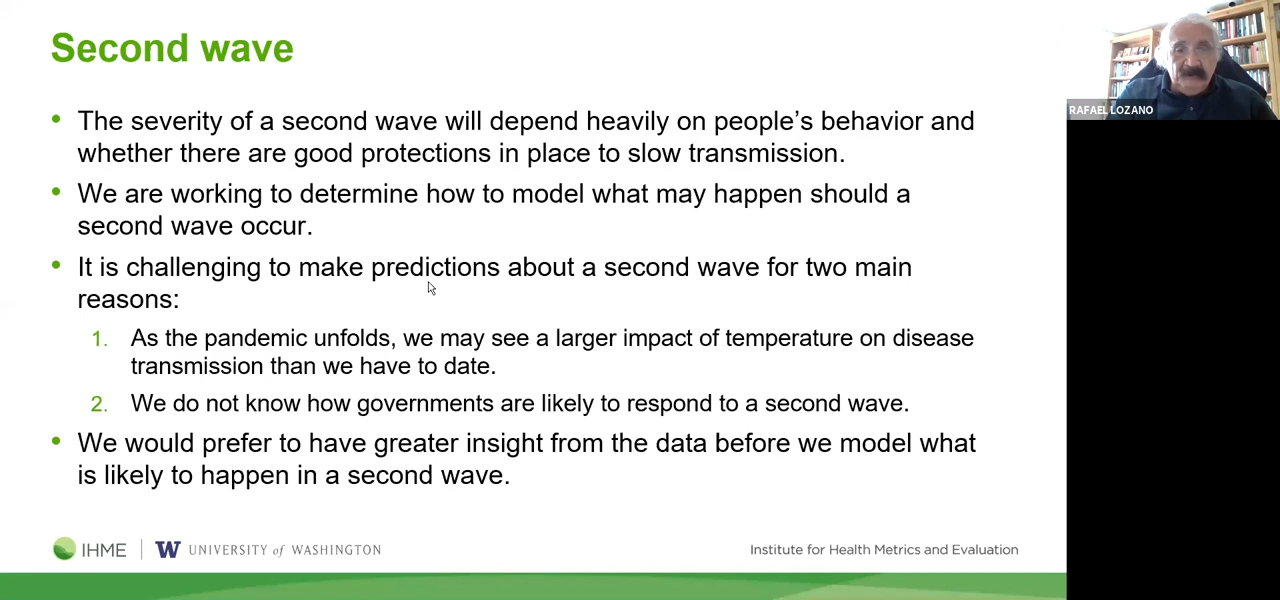 Second wave
• The severity of a second wave will depend heavily on people's behavior and
whether there are good protections in place to slow transmission.
• We are working to determine how to model what may happen should a
second wave occur.
• It is challenging to make predictions about a second wave for two main
reasons:
1. As the pandemic unfolds, we may see a larger impact of temperature on disease
transmission than we have to date.
2. We do not know how governments are likely to respond to a second wave.
• We would prefer to have greater insight from the data before we model what
is likely to happen in a second wave.
IHME | W UNIVERSITY of WASHINGTON
Institute for Health Metrics and Evaluation
RAFAEL LOZANO